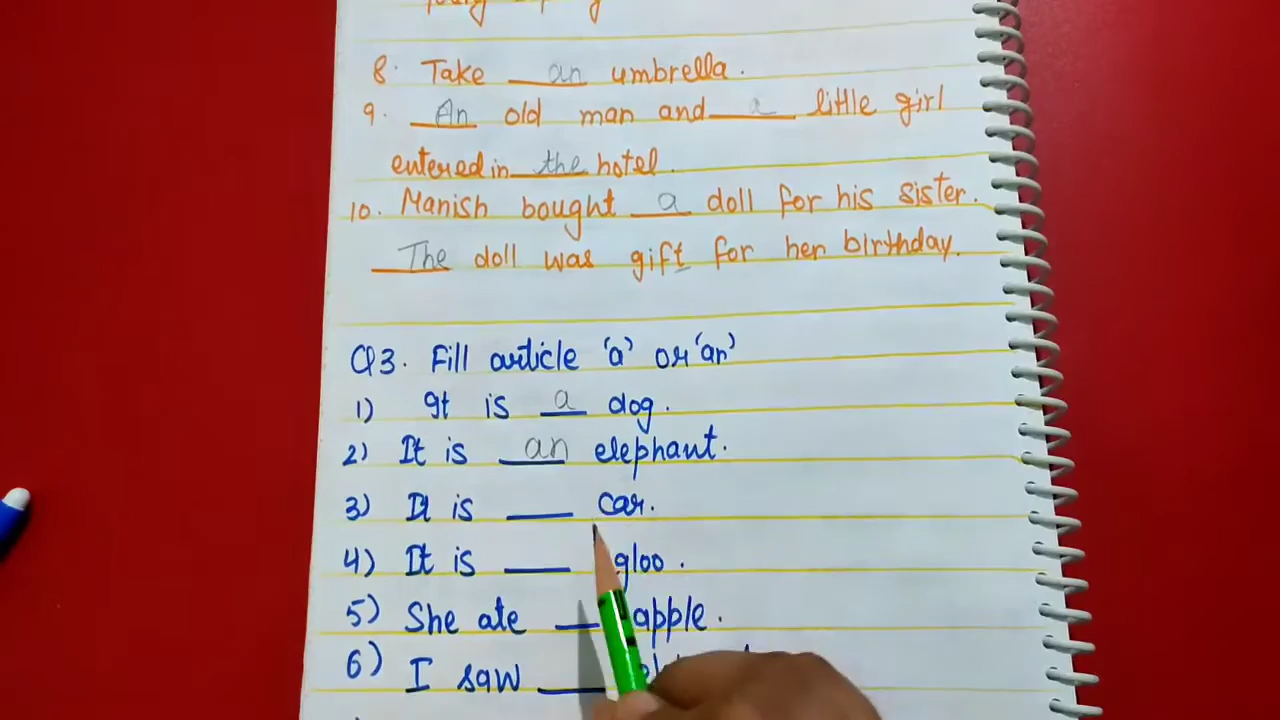 8. Take an umbrella.
9. An old man and a little girl
entered in the hotel.
10. Manish bought a doll for his sister.
The doll was gift for her birthday.
Q3. Fill article 'a' or 'an'
1) It is a dog.
2) It is an elephant.
3) It is ___ car.
4) It is ___ gloo.
5) She ate ___ apple.
6) I saw ___